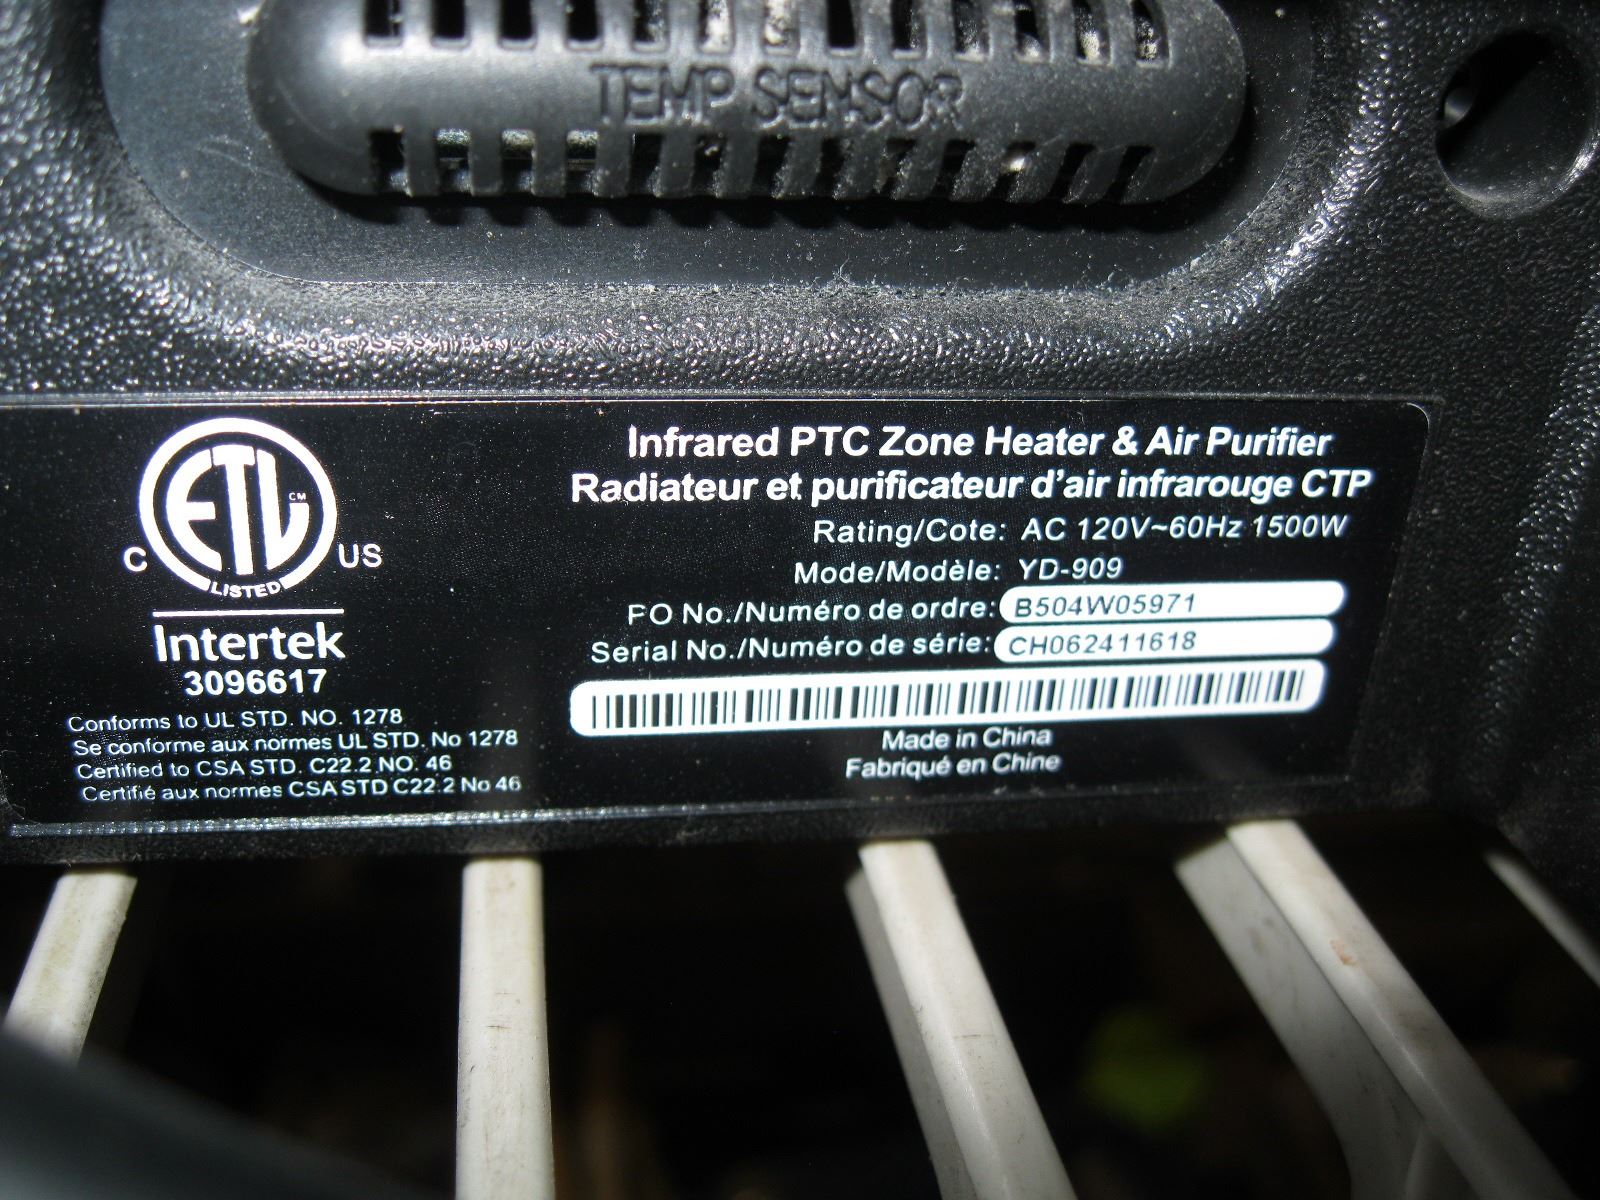 TEMP SENSOR
ETL CM
C US
LISTED
Intertek
3096617
Conforms to UL STD. NO. 1278
Se conforme aux normes UL STD. No 1278
Certified to CSA STD. C22.2 NO. 46
Certifié aux normes CSA STD C22.2 No 46
Infrared PTC Zone Heater & Air Purifier
Radiateur et purificateur d'air infrarouge CTP
Rating/Cote: AC 120V~60Hz 1500W
Mode/Modèle: YD-909
PO No./Numéro de ordre: B504W05971
Serial No./Numéro de série: CH062411618
Made in China
Fabriqué en Chine